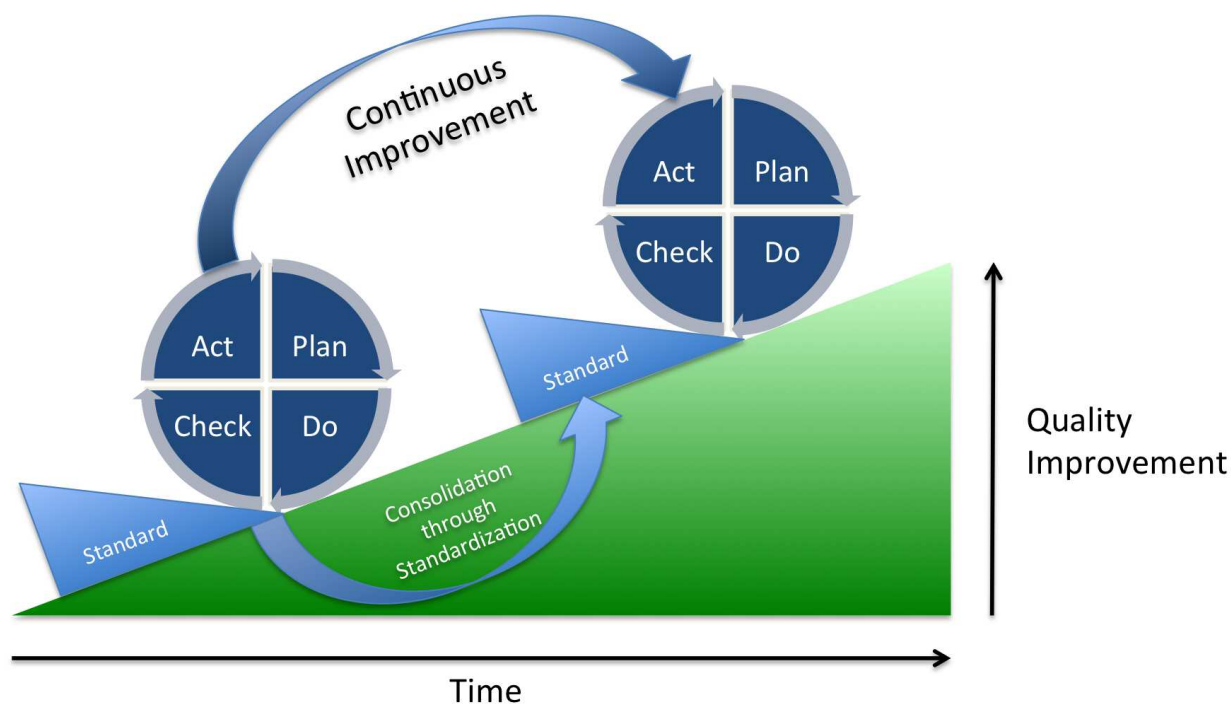 Continuous
Improvement
Act
Plan
Check
Do
Act
Plan
Check
Do
Standard
Standard
Consolidation
through
Standardization
Quality
Improvement
Time